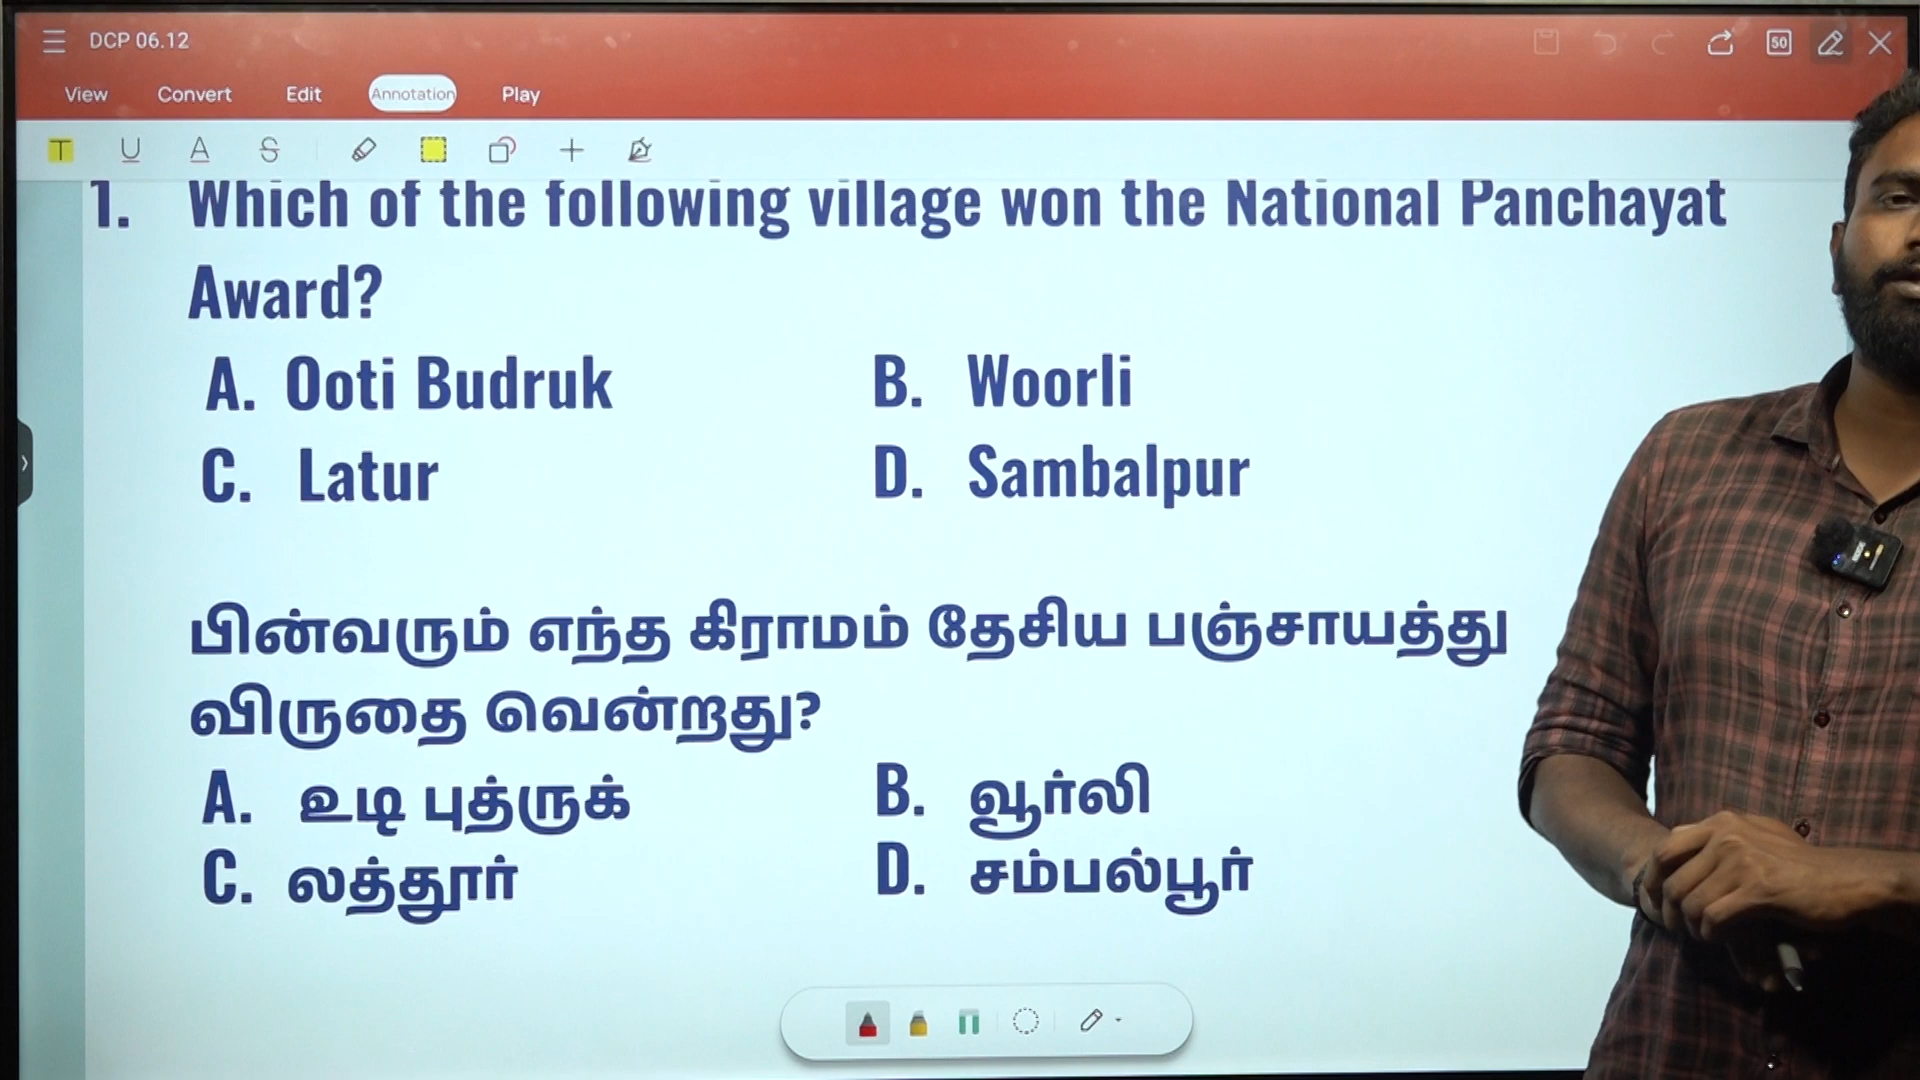 DCP 06.12
50
View Convert Edit Annotation Play
T U A S
1. Which of the following village won the National Panchayat
Award?
A. Ooti Budruk B. Woorli
C. Latur D. Sambalpur
பின்வரும் எந்த கிராமம் தேசிய பஞ்சாயத்து
விருதை வென்றது?
A. உடி புத்ருக் B. வூர்லி
C. லத்தூர் D. சம்பல்பூர்